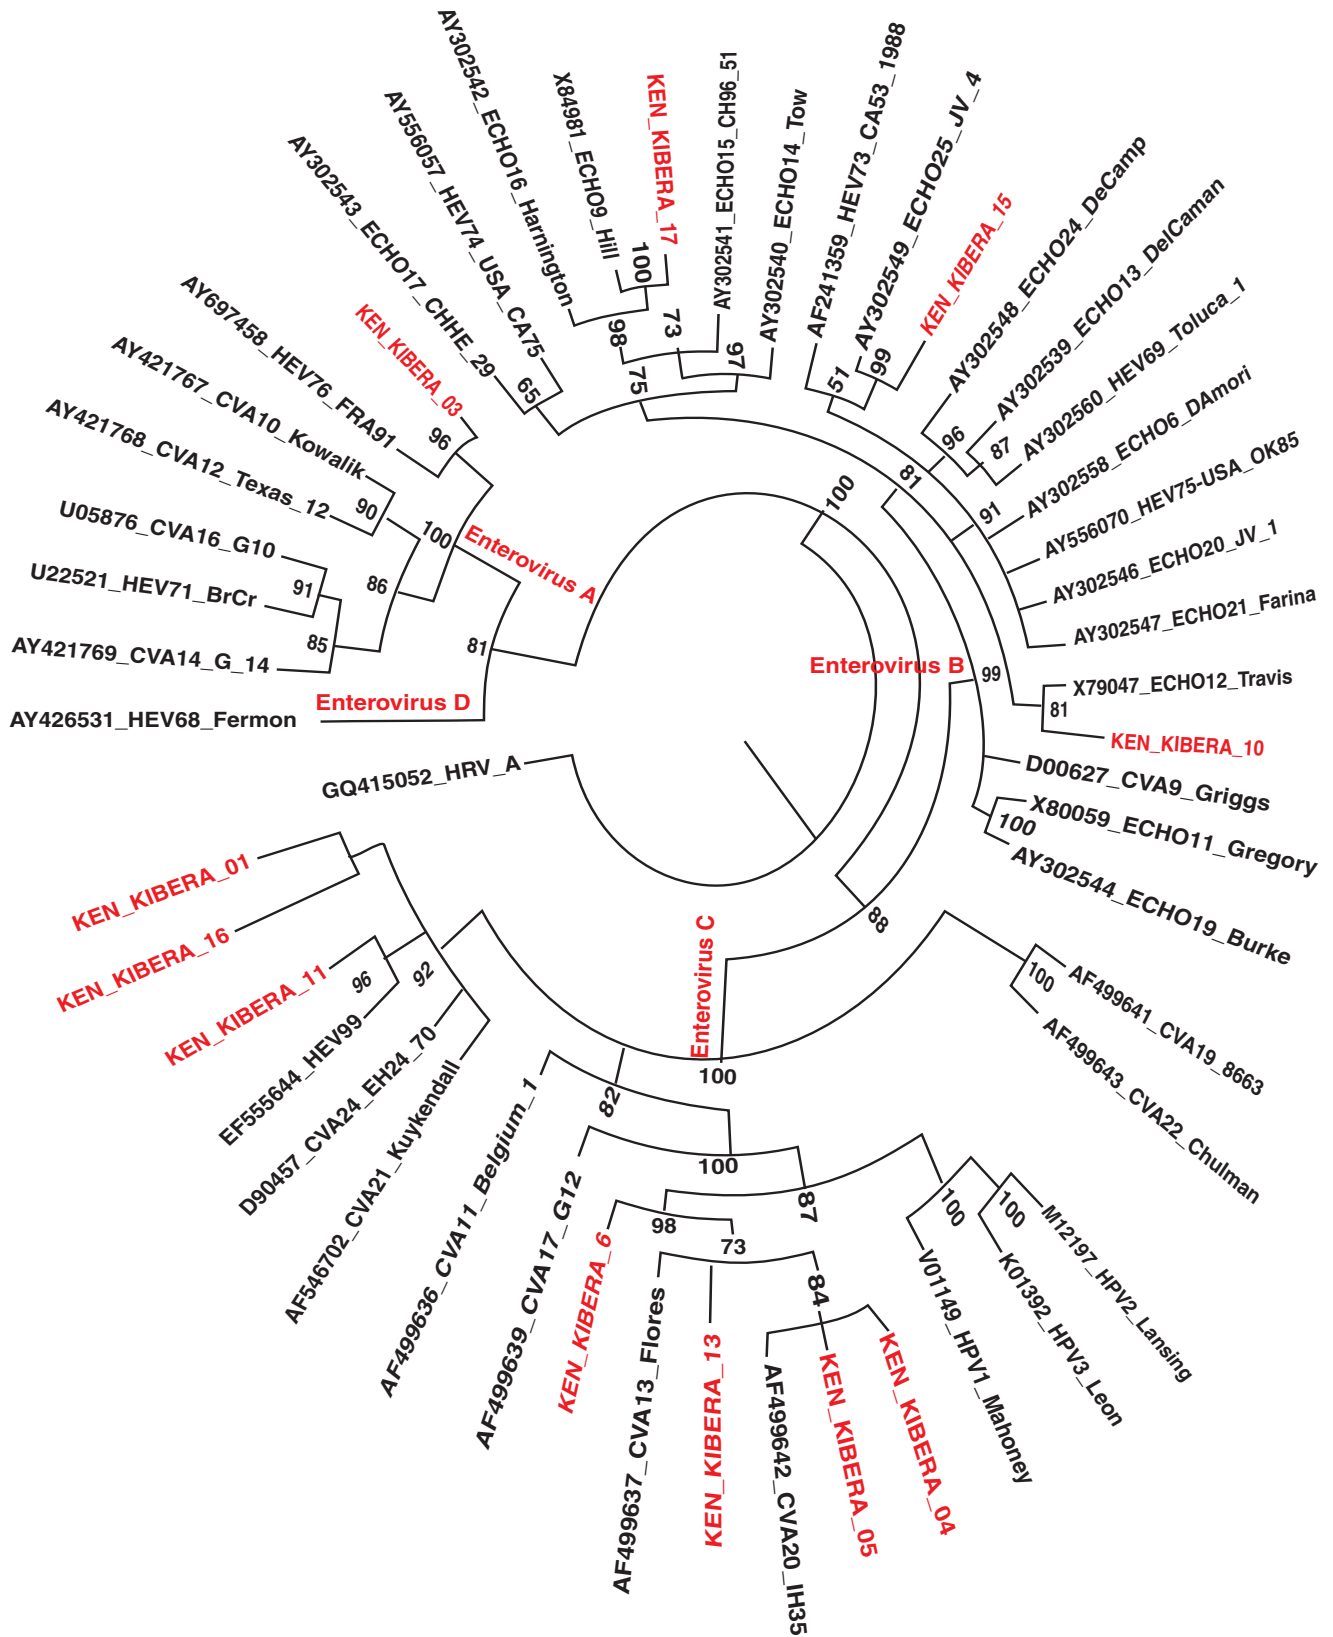 AY302542_ECHO16_Harnington
X84981_ECHO9_Hill
KEN_KIBERA_17
AY302541_ECHO15_CH96_51
AY302540_ECHO14_Tow
AF241359_HEV73_CA53_1988
AY302549_ECHO25_JV_4
KEN_KIBERA_15
AY302548_ECHO24_DeCamp
AY302539_ECHO13_DelCaman
AY302560_HEV69_Toluca_1
AY302558_ECHO6_DAmori
AY556070_HEV75-USA_OK85
AY302546_ECHO20_JV_1
AY302547_ECHO21_Farina
X79047_ECHO12_Travis
KEN_KIBERA_10
D00627_CVA9_Griggs
X80059_ECHO11_Gregory
AY302544_ECHO19_Burke
AF499641_CVA19_8663
AF499643_CVA22_Chulman
M12197_HPV2_Lansing
K01392_HPV3_Leon
V01149_HPV1_Mahoney
KEN_KIBERA_04
KEN_KIBERA_05
AF499642_CVA20_IH35
KEN_KIBERA_13
AF499637_CVA13_Flores
KEN_KIBERA_6
AF499639_CVA17_G12
AF499636_CVA11_Belgium_1
AF546702_CVA21_Kuykendall
D90457_CVA24_EH24_70
EF555644_HEV99
KEN_KIBERA_11
KEN_KIBERA_16
KEN_KIBERA_01
GQ415052_HRV_A
AY426531_HEV68_Fermon
AY421769_CVA14_G_14
U22521_HEV71_BrCr
U05876_CVA16_G10
AY421768_CVA12_Texas_12
AY421767_CVA10_Kowalik
AY697458_HEV76_FRA91
KEN_KIBERA_03
AY302543_ECHO17_CHHE_29
AY556057_HEV74_USA_CA75
Enterovirus A
Enterovirus B
Enterovirus C
Enterovirus D
100
98
73
97
75
65
51
99
96
87
81
91
100
99
81
100
88
100
100
100
100
82
100
87
98
73
84
92
96
81
100
96
90
86
91
85